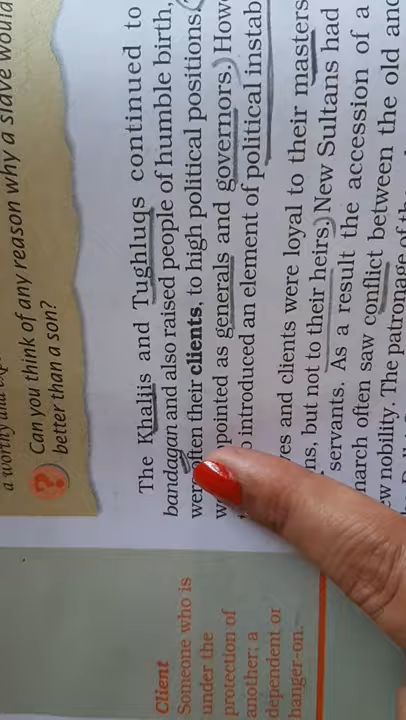 a worthy and exp
Can you think of any reason why a slave would
better than a son?
?
The Khaljis and Tughluqs continued to
bandagan and also raised people of humble birth,
were often their clients, to high political positions.
appointed as generals and governors. Howe
introduced an element of political instab
es and clients were loyal to their masters
ns, but not to their heirs. New Sultans had
servants. As a result the accession of a
narch often saw conflict between the old and
w nobility. The patronage of
Client
Someone who is
under the
protection of
another; a
dependent or
hanger-on.